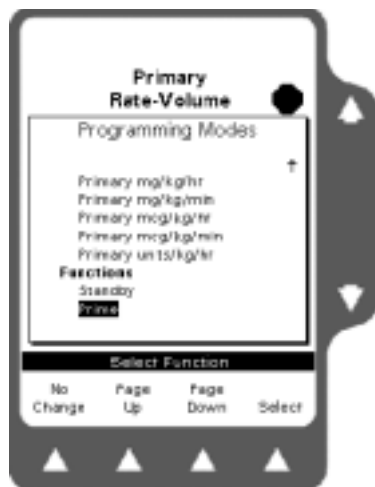 Primary
Rate-Volume
Programming Modes
↑
Primary mg/kg/hr
Primary mg/kg/min
Primary mcg/kg/hr
Primary mcg/kg/min
Primary units/kg/hr
Functions
Standby
Prime
Select Function
No Page Page
Change Up Down Select